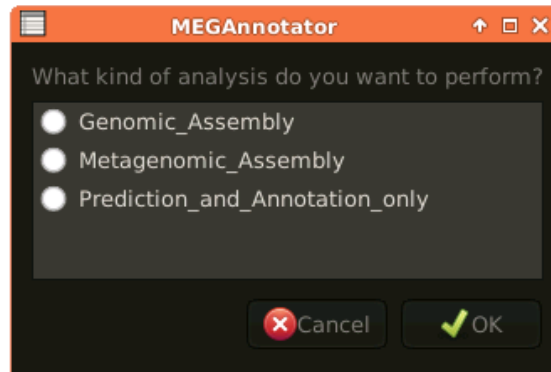 MEGAnnotator
What kind of analysis do you want to perform?
Genomic_Assembly
Metagenomic_Assembly
Prediction_and_Annotation_only
Cancel
OK